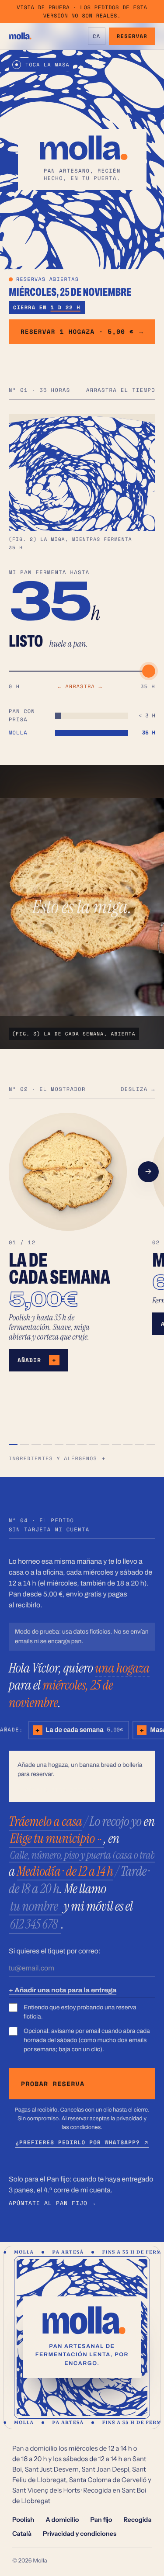 VISTA DE PRUEBA · LOS PEDIDOS DE ESTA
VERSIÓN NO SON REALES.
molla.
CA
RESERVAR
TOCA LA MASA
molla.
PAN ARTESANO, RECIÉN
HECHO, EN TU PUERTA.
RESERVAS ABIERTAS
MIÉRCOLES, 25 DE NOVIEMBRE
CIERRA EN 1 D 22 H
RESERVAR 1 HOGAZA · 5,00 € →
Nº 01 · 35 HORAS
ARRASTRA EL TIEMPO
(FIG. 2) LA MIGA, MIENTRAS FERMENTA
35 H
MI PAN FERMENTA HASTA
35h
LISTO huele a pan.
0 H
← ARRASTRA →
35 H
PAN CON
PRISA
< 3 H
MOLLA
35 H
Esto es la miga.
(FIG. 3) LA DE CADA SEMANA, ABIERTA
Nº 02 · EL MOSTRADOR
DESLIZA →
→
01 / 12
LA DE
CADA SEMANA
5,00€
Poolish y hasta 35 h de
fermentación. Suave, miga
abierta y corteza que cruje.
AÑADIR +
02
INGREDIENTES Y ALÉRGENOS ↓
Nº 04 · EL PEDIDO
SIN TARJETA NI CUENTA
Lo horneo esa misma mañana y te lo llevo a
casa o a la oficina, cada miércoles y sábado de
12 a 14 h (el miércoles, también de 18 a 20 h).
Pan desde 5,00 €, envío gratis y pagas
al recibirlo.
Modo de prueba: usa datos ficticios. No se envían
emails ni se encarga pan.
Hola Víctor, quiero una hogaza
para el miércoles, 25 de
noviembre.
AÑADE:
+ La de cada semana 5,00€
+ Masa
Añade una hogaza, un banana bread o bollería
para reservar.
Tráemelo a casa / Lo recojo yo en
Elige tu municipio , en
Calle, número, piso y puerta (casa o trab
a Mediodía · de 12 a 14 h / Tarde ·
de 18 a 20 h. Me llamo
tu nombre y mi móvil es el
612 345 678 .
Si quieres el tiquet por correo:
tu@email.com
+ Añadir una nota para la entrega
Entiendo que estoy probando una reserva
ficticia.
Opcional: avisarme por email cuando abra cada
hornada del sábado (como mucho dos emails
por semana; baja con un clic).
PROBAR RESERVA
Pagas al recibirlo. Cancelas con un clic hasta el cierre.
Sin compromiso. Al reservar aceptas la privacidad y
las condiciones.
¿PREFIERES PEDIRLO POR WHATSAPP? ↗
Solo para el Pan fijo: cuando te haya entregado
3 panes, el 4.º corre de mi cuenta.
APÚNTATE AL PAN FIJO →
MOLLA ● PA ARTESÀ ● FINS A 35 H DE FERM
molla.
PAN ARTESANAL DE
FERMENTACIÓN LENTA, POR
ENCARGO.
MOLLA ● PA ARTESÀ ● FINS A 35 H DE FERM
Pan a domicilio los miércoles de 12 a 14 h o
de 18 a 20 h y los sábados de 12 a 14 h en Sant
Boi, Sant Just Desvern, Sant Joan Despí, Sant
Feliu de Llobregat, Santa Coloma de Cervelló y
Sant Vicenç dels Horts · Recogida en Sant Boi
de Llobregat
Poolish A domicilio Pan fijo Recogida
Català Privacidad y condiciones
© 2026 Molla